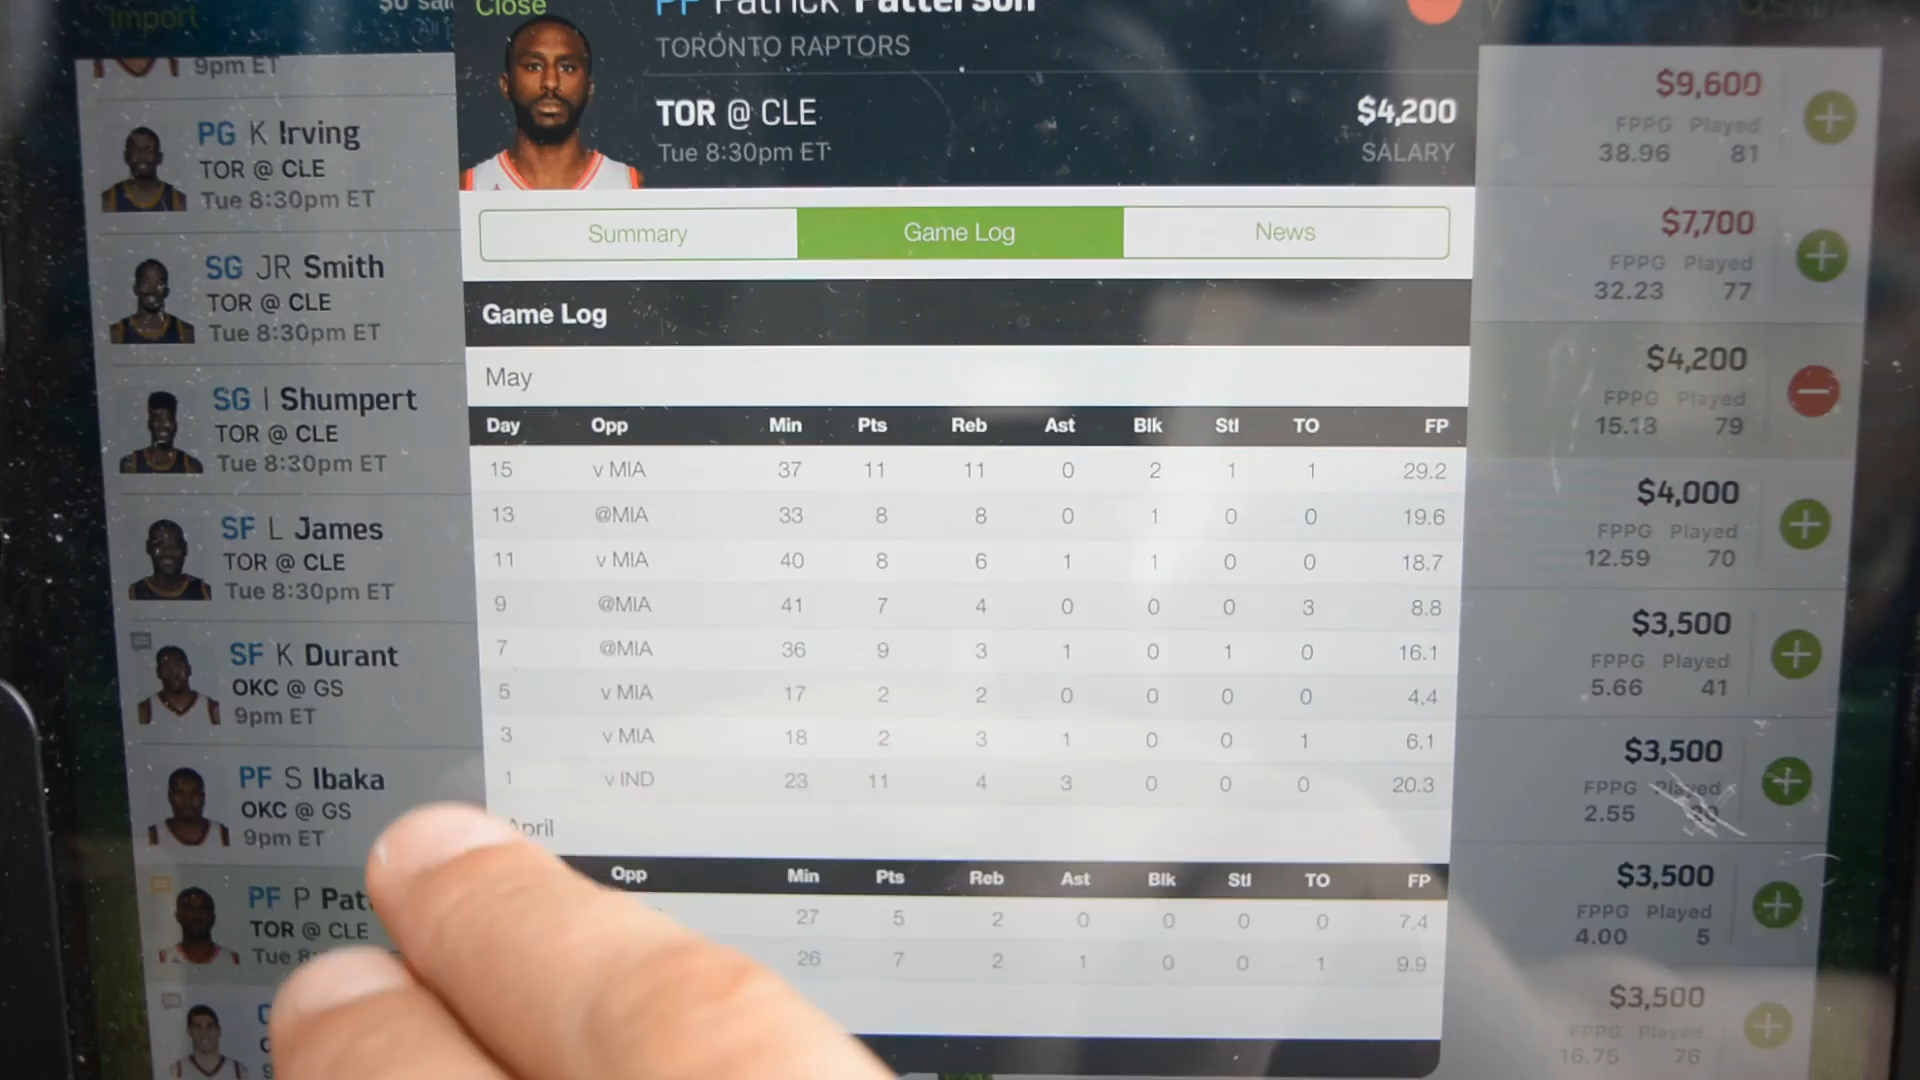 Import
9pm ET
PG K Irving
TOR @ CLE
Tue 8:30pm ET
SG JR Smith
TOR @ CLE
Tue 8:30pm ET
SG I Shumpert
TOR @ CLE
Tue 8:30pm ET
SF L James
TOR @ CLE
Tue 8:30pm ET
SF K Durant
OKC @ GS
9pm ET
PF S Ibaka
OKC @ GS
9pm ET
PF P Pat
TOR @ CLE
Tue 8
Close
PF Patrick Patterson
TORONTO RAPTORS
TOR @ CLE $4,200
Tue 8:30pm ET SALARY
Summary Game Log News
Game Log
May
Day Opp Min Pts Reb Ast Blk Stl TO FP
15 v MIA 37 11 11 0 2 1 1 29.2
13 @MIA 33 8 8 0 1 0 0 19.6
11 v MIA 40 8 6 1 1 0 0 18.7
9 @MIA 41 7 4 0 0 0 3 8.8
7 @MIA 36 9 3 1 0 1 0 16.1
5 v MIA 17 2 2 0 0 0 0 4.4
3 v MIA 18 2 3 1 0 0 1 6.1
1 v IND 23 11 4 3 0 0 0 20.3
April
Opp Min Pts Reb Ast Blk Stl TO FP
27 5 2 0 0 0 0 7.4
26 7 2 1 0 0 1 9.9
$9,600
FPPG Played
38.96 81
$7,700
FPPG Played
32.23 77
$4,200
FPPG Played
15.18 79
$4,000
FPPG Played
12.59 70
$3,500
FPPG Played
5.66 41
$3,500
FPPG Played
2.55
$3,500
FPPG Played
4.00 5
$3,500
FPPG Played
16.75 76